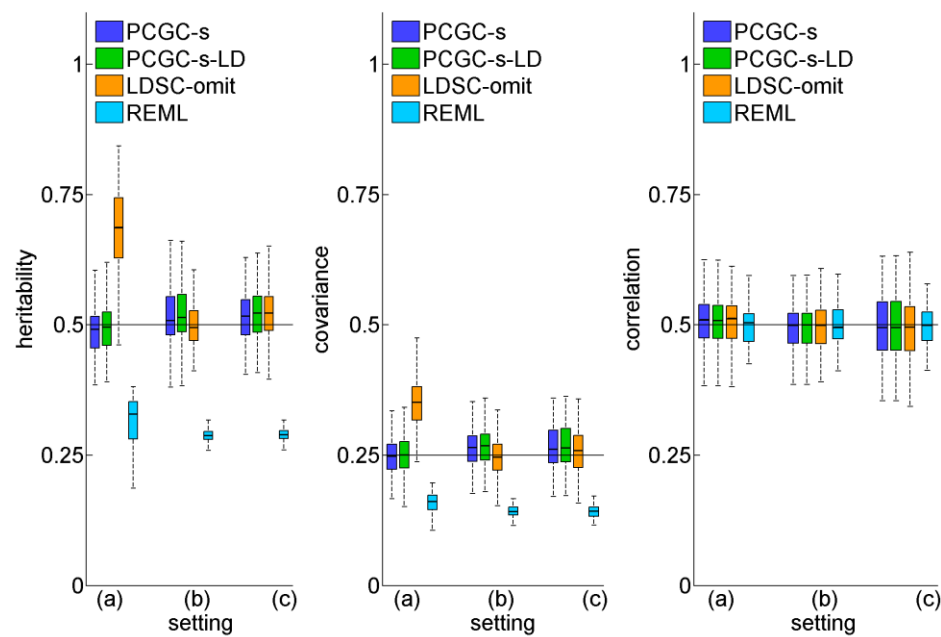 PCGC-s
PCGC-s-LD
LDSC-omit
REML
1
0.75
0.5
0.25
0
heritability
(a) (b) (c)
setting
PCGC-s
PCGC-s-LD
LDSC-omit
REML
1
0.75
0.5
0.25
0
covariance
(a) (b) (c)
setting
PCGC-s
PCGC-s-LD
LDSC-omit
REML
1
0.75
0.5
0.25
0
correlation
(a) (b) (c)
setting